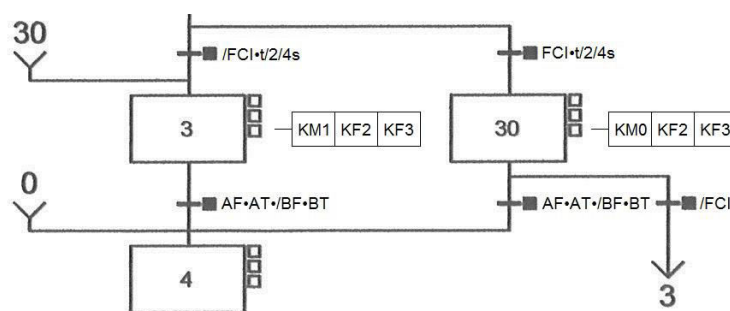 30
/FCI•t/2/4s
FCI•t/2/4s
3
KM1 KF2 KF3
30
KM0 KF2 KF3
0
AF•AT•/BF•BT
AF•AT•/BF•BT
/FCI
4
3